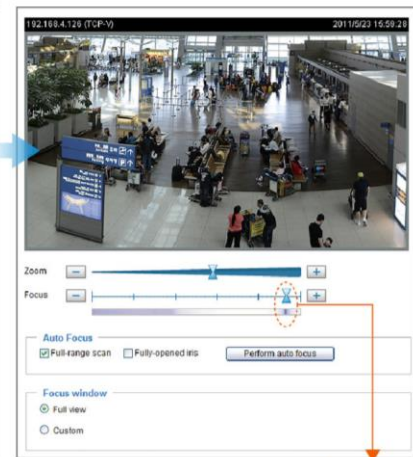 192.168.4.126 (TCP-V) 2011/5/23 15:59:28
Zoom
Focus
Auto Focus
Full-range scan Fully-opened iris Perform auto focus
Focus window
Full view
Custom